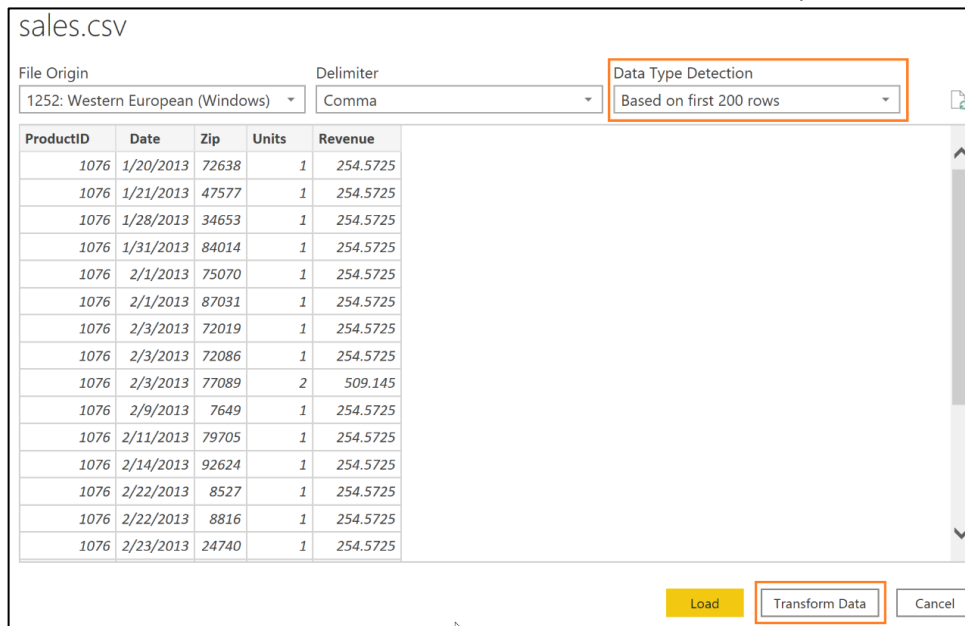 sales.csv
File Origin Delimiter Data Type Detection
1252: Western European (Windows) Comma Based on first 200 rows
ProductID Date Zip Units Revenue
1076 1/20/2013 72638 1 254.5725
1076 1/21/2013 47577 1 254.5725
1076 1/28/2013 34653 1 254.5725
1076 1/31/2013 84014 1 254.5725
1076 2/1/2013 75070 1 254.5725
1076 2/1/2013 87031 1 254.5725
1076 2/3/2013 72019 1 254.5725
1076 2/3/2013 72086 1 254.5725
1076 2/3/2013 77089 2 509.145
1076 2/9/2013 7649 1 254.5725
1076 2/11/2013 79705 1 254.5725
1076 2/14/2013 92624 1 254.5725
1076 2/22/2013 8527 1 254.5725
1076 2/22/2013 8816 1 254.5725
1076 2/23/2013 24740 1 254.5725
Load Transform Data Cancel